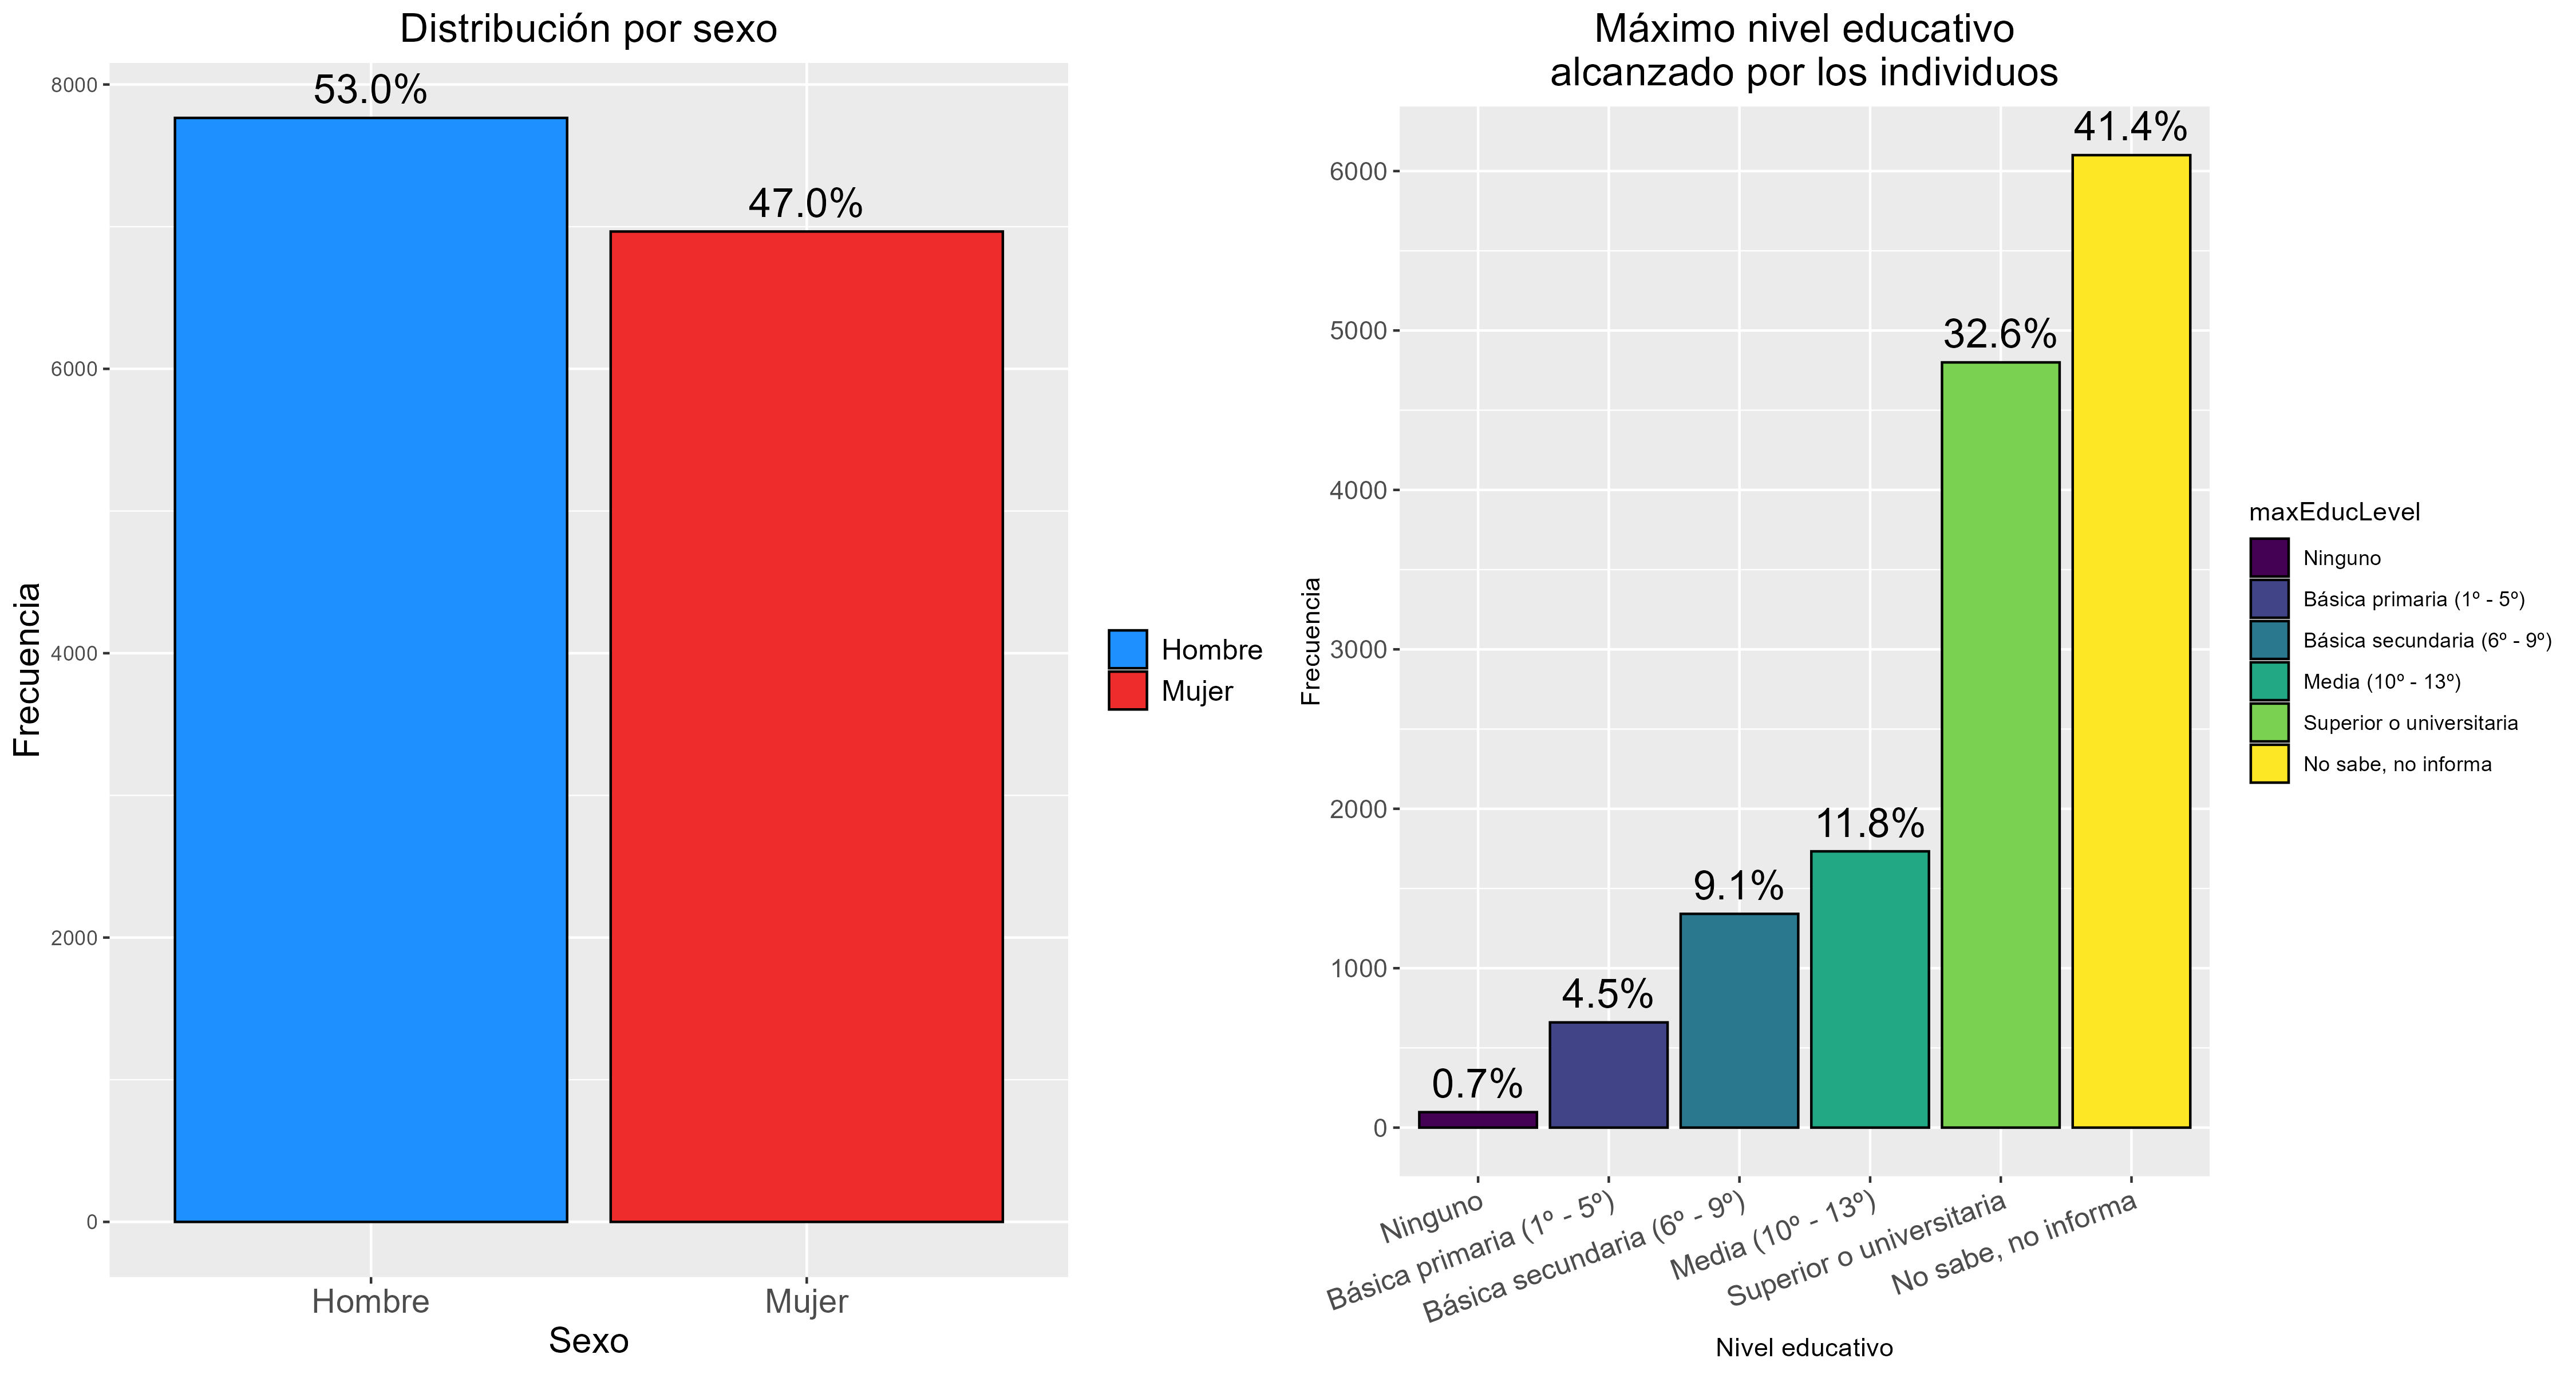 Distribución por sexo
8000
6000
4000
2000
0
Frecuencia
53.0%
47.0%
Hombre
Mujer
Sexo
Hombre
Mujer
Máximo nivel educativo
alcanzado por los individuos
6000
5000
4000
3000
2000
1000
0
Frecuencia
0.7%
4.5%
9.1%
11.8%
32.6%
41.4%
Ninguno
Básica primaria (1º - 5º)
Básica secundaria (6º - 9º)
Media (10º - 13º)
Superior o universitaria
No sabe, no informa
Nivel educativo
maxEducLevel
Ninguno
Básica primaria (1º - 5º)
Básica secundaria (6º - 9º)
Media (10º - 13º)
Superior o universitaria
No sabe, no informa